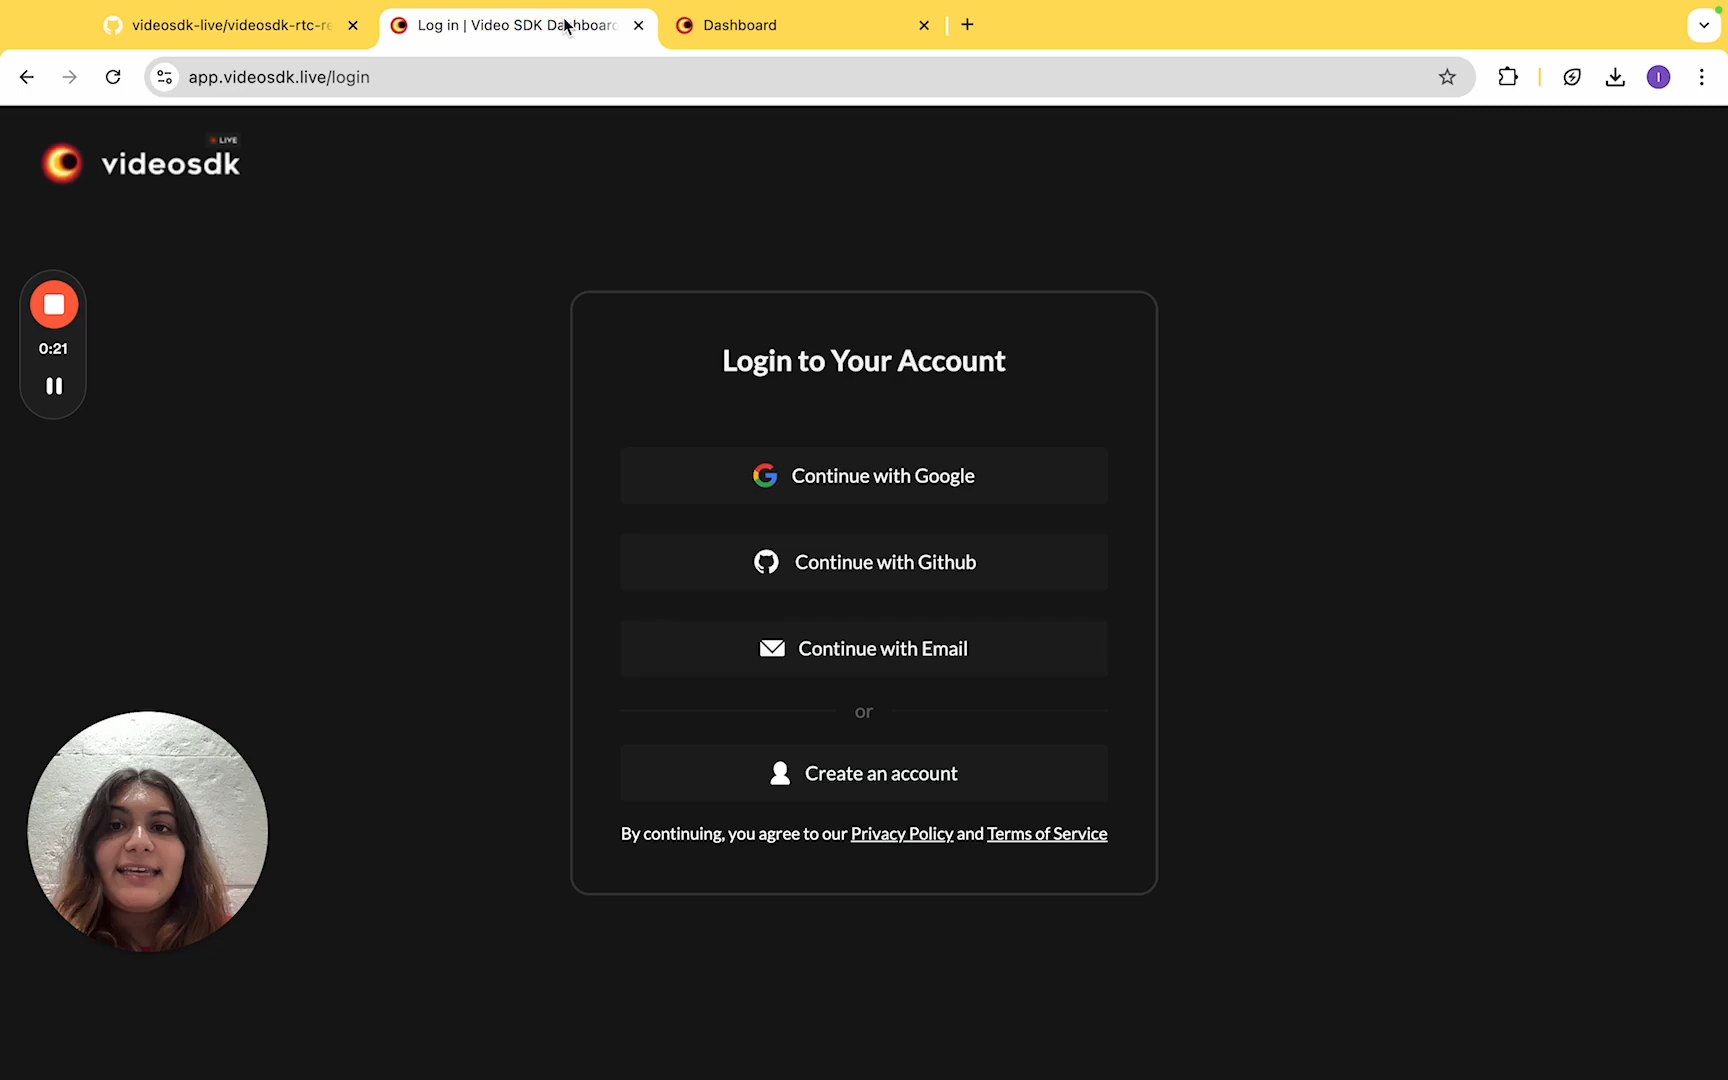 videosdk-live/videosdk-rtc-re
Log in | Video SDK Dashboard
Dashboard
I
app.videosdk.live/login
LIVE
videosdk
0:21
Login to Your Account
Continue with Google
Continue with Github
Continue with Email
or
Create an account
By continuing, you agree to our Privacy Policy and Terms of Service